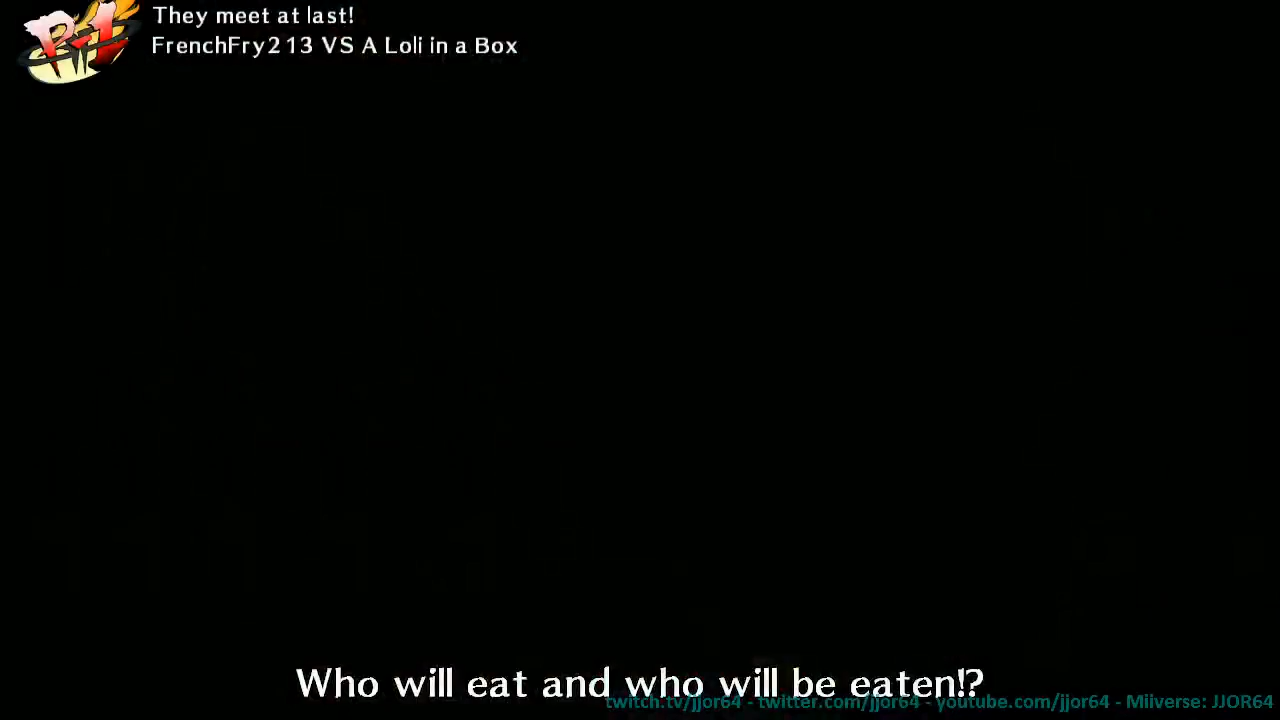 They meet at last!
FrenchFry213 VS A Loli in a Box
Who will eat and who will be eaten!?
twitch.tv/jjor64 - twitter.com/jjor64 - youtube.com/jjor64 - Miiverse: JJOR64